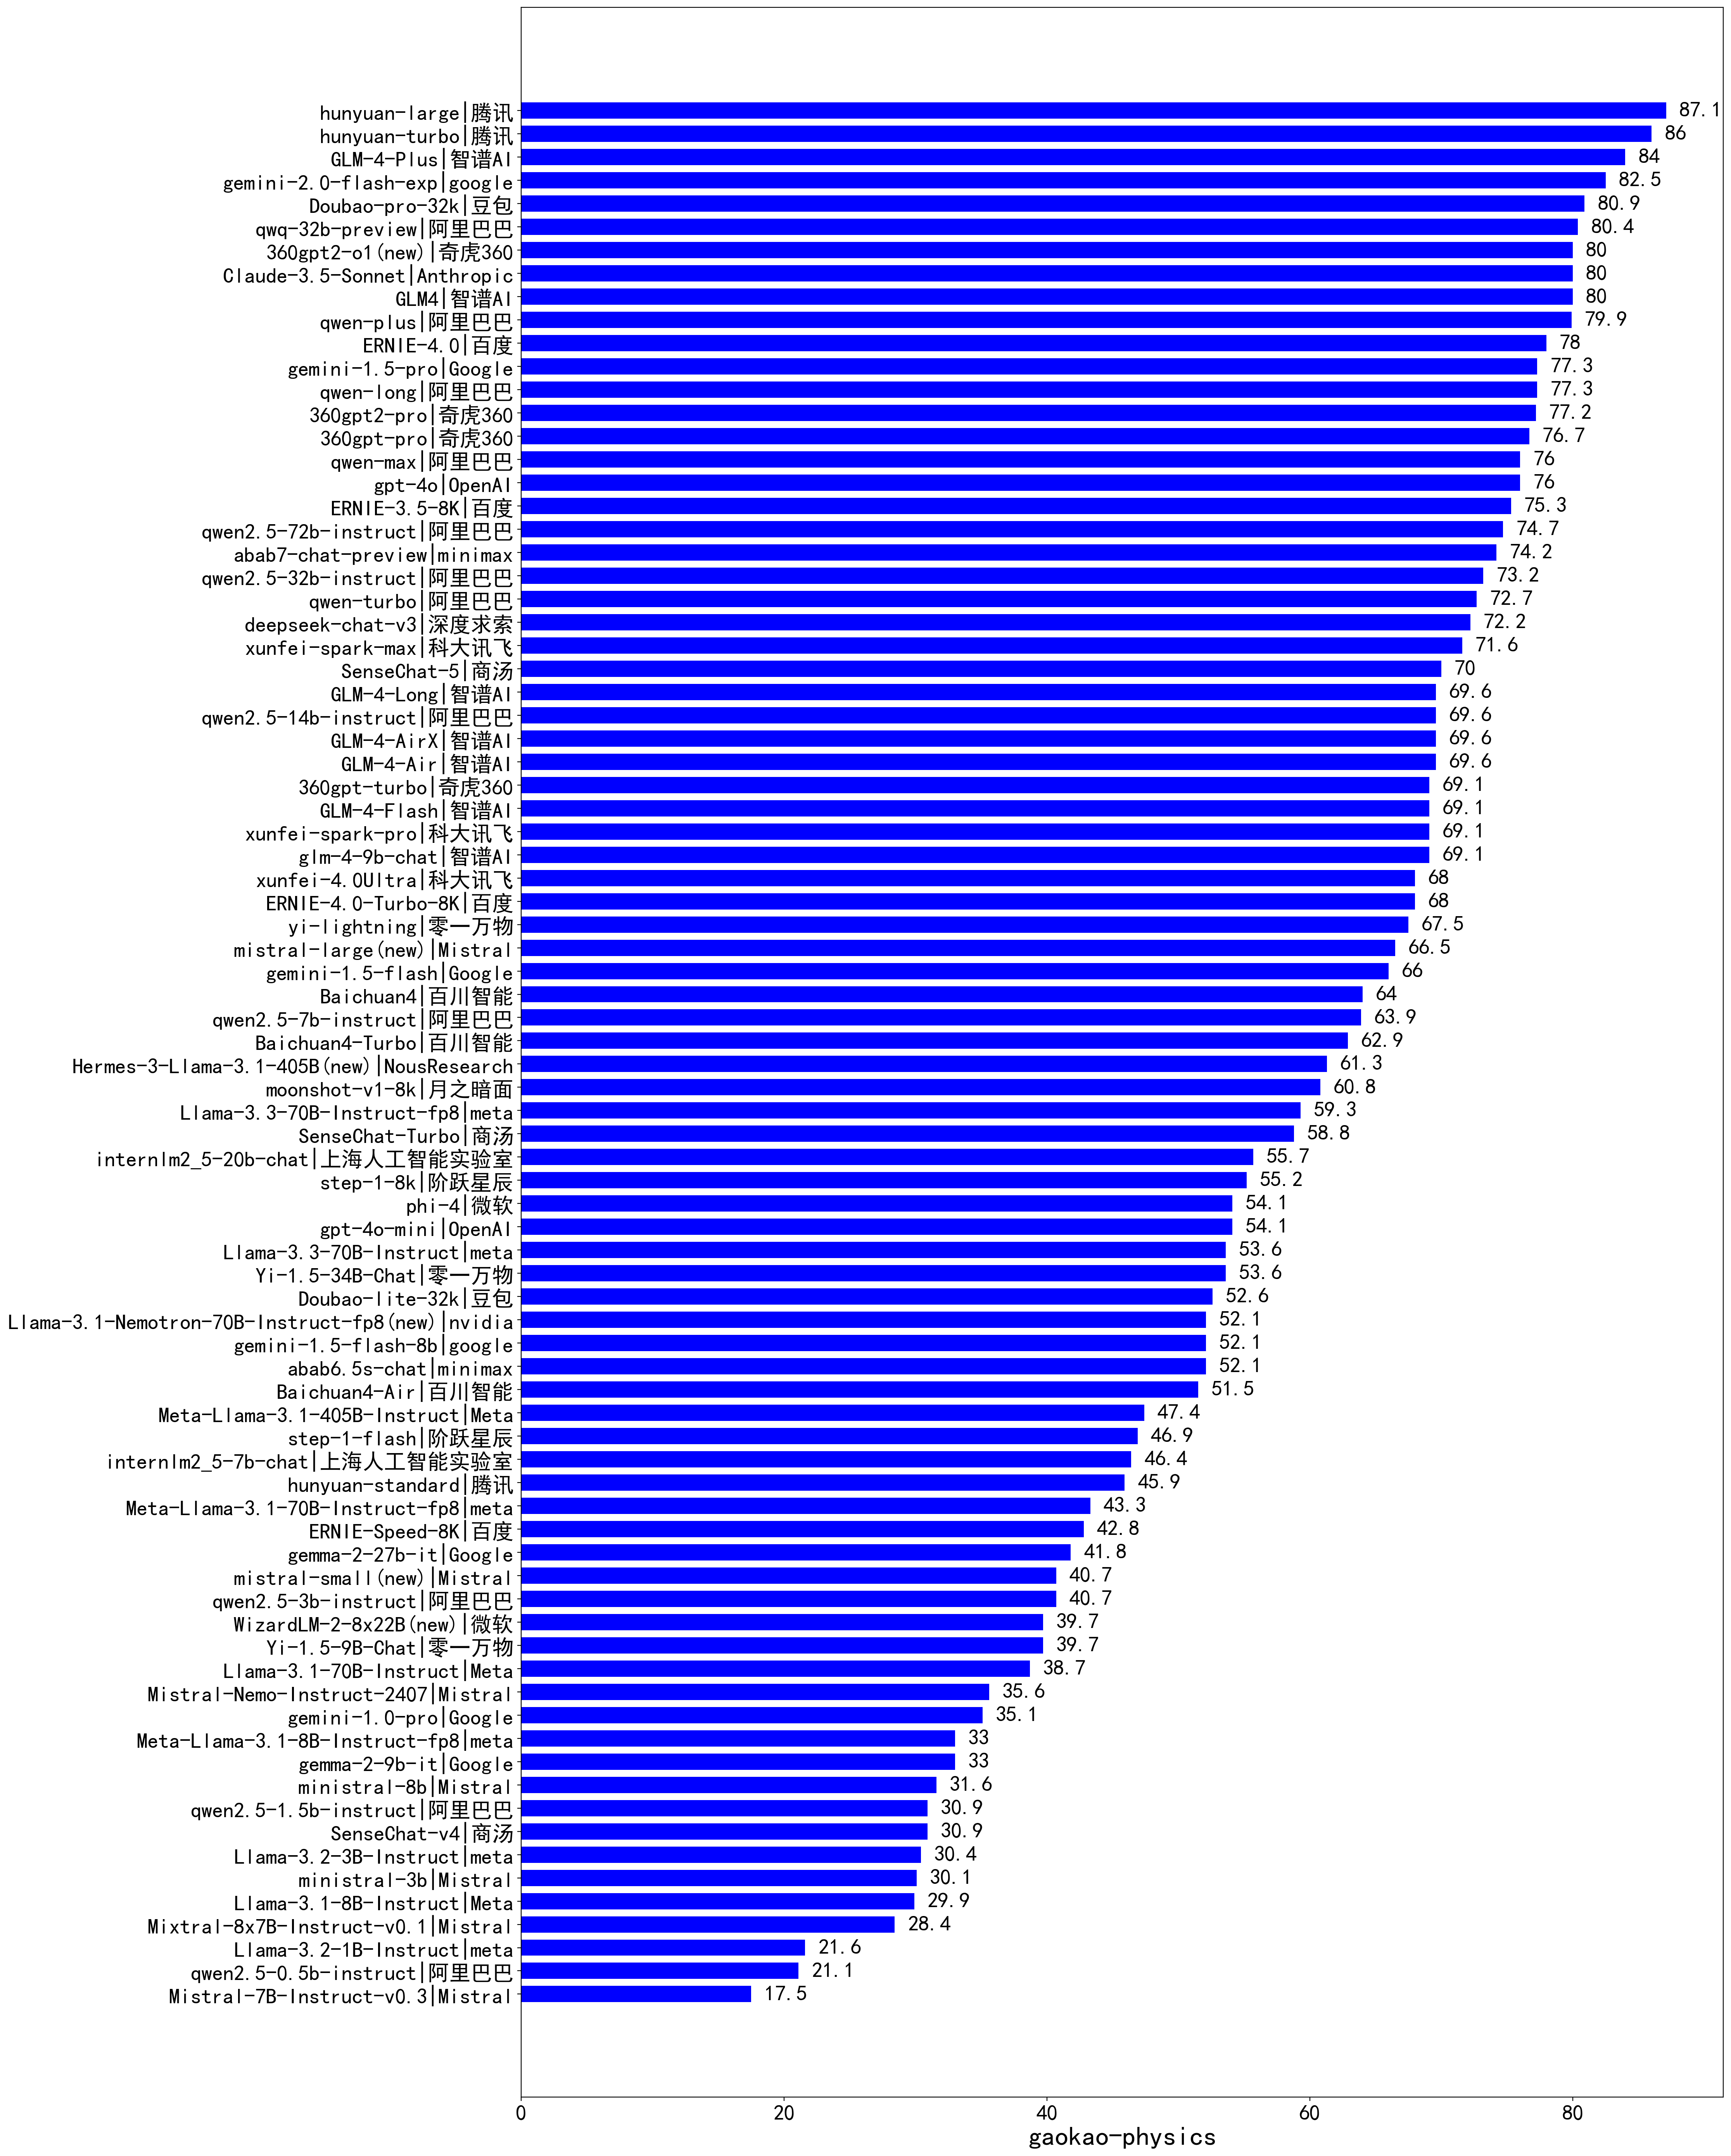 hunyuan-large|腾讯 87.1
hunyuan-turbo|腾讯 86
GLM-4-Plus|智谱AI 84
gemini-2.0-flash-exp|google 82.5
Doubao-pro-32k|豆包 80.9
qwq-32b-preview|阿里巴巴 80.4
360gpt2-o1(new)|奇虎360 80
Claude-3.5-Sonnet|Anthropic 80
GLM4|智谱AI 80
qwen-plus|阿里巴巴 79.9
ERNIE-4.0|百度 78
gemini-1.5-pro|Google 77.3
qwen-long|阿里巴巴 77.3
360gpt2-pro|奇虎360 77.2
360gpt-pro|奇虎360 76.7
qwen-max|阿里巴巴 76
gpt-4o|OpenAI 76
ERNIE-3.5-8K|百度 75.3
qwen2.5-72b-instruct|阿里巴巴 74.7
abab7-chat-preview|minimax 74.2
qwen2.5-32b-instruct|阿里巴巴 73.2
qwen-turbo|阿里巴巴 72.7
deepseek-chat-v3|深度求索 72.2
xunfei-spark-max|科大讯飞 71.6
SenseChat-5|商汤 70
GLM-4-Long|智谱AI 69.6
qwen2.5-14b-instruct|阿里巴巴 69.6
GLM-4-AirX|智谱AI 69.6
GLM-4-Air|智谱AI 69.6
360gpt-turbo|奇虎360 69.1
GLM-4-Flash|智谱AI 69.1
xunfei-spark-pro|科大讯飞 69.1
glm-4-9b-chat|智谱AI 69.1
xunfei-4.0Ultra|科大讯飞 68
ERNIE-4.0-Turbo-8K|百度 68
yi-lightning|零一万物 67.5
mistral-large(new)|Mistral 66.5
gemini-1.5-flash|Google 66
Baichuan4|百川智能 64
qwen2.5-7b-instruct|阿里巴巴 63.9
Baichuan4-Turbo|百川智能 62.9
Hermes-3-Llama-3.1-405B(new)|NousResearch 61.3
moonshot-v1-8k|月之暗面 60.8
Llama-3.3-70B-Instruct-fp8|meta 59.3
SenseChat-Turbo|商汤 58.8
internlm2_5-20b-chat|上海人工智能实验室 55.7
step-1-8k|阶跃星辰 55.2
phi-4|微软 54.1
gpt-4o-mini|OpenAI 54.1
Llama-3.3-70B-Instruct|meta 53.6
Yi-1.5-34B-Chat|零一万物 53.6
Doubao-lite-32k|豆包 52.6
Llama-3.1-Nemotron-70B-Instruct-fp8(new)|nvidia 52.1
gemini-1.5-flash-8b|google 52.1
abab6.5s-chat|minimax 52.1
Baichuan4-Air|百川智能 51.5
Meta-Llama-3.1-405B-Instruct|Meta 47.4
step-1-flash|阶跃星辰 46.9
internlm2_5-7b-chat|上海人工智能实验室 46.4
hunyuan-standard|腾讯 45.9
Meta-Llama-3.1-70B-Instruct-fp8|meta 43.3
ERNIE-Speed-8K|百度 42.8
gemma-2-27b-it|Google 41.8
mistral-small(new)|Mistral 40.7
qwen2.5-3b-instruct|阿里巴巴 40.7
WizardLM-2-8x22B(new)|微软 39.7
Yi-1.5-9B-Chat|零一万物 39.7
Llama-3.1-70B-Instruct|Meta 38.7
Mistral-Nemo-Instruct-2407|Mistral 35.6
gemini-1.0-pro|Google 35.1
Meta-Llama-3.1-8B-Instruct-fp8|meta 33
gemma-2-9b-it|Google 33
ministral-8b|Mistral 31.6
qwen2.5-1.5b-instruct|阿里巴巴 30.9
SenseChat-v4|商汤 30.9
Llama-3.2-3B-Instruct|meta 30.4
ministral-3b|Mistral 30.1
Llama-3.1-8B-Instruct|Meta 29.9
Mixtral-8x7B-Instruct-v0.1|Mistral 28.4
Llama-3.2-1B-Instruct|meta 21.6
qwen2.5-0.5b-instruct|阿里巴巴 21.1
Mistral-7B-Instruct-v0.3|Mistral 17.5
0 20 40 60 80
gaokao-physics